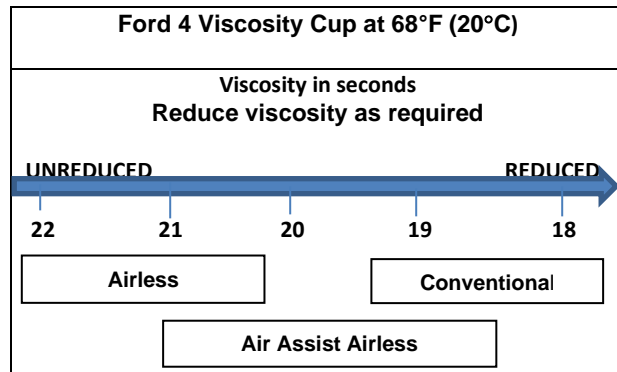 Ford 4 Viscosity Cup at 68°F (20°C)
Viscosity in seconds
Reduce viscosity as required
UNREDUCED REDUCED
22 21 20 19 18
Airless Conventional
Air Assist Airless